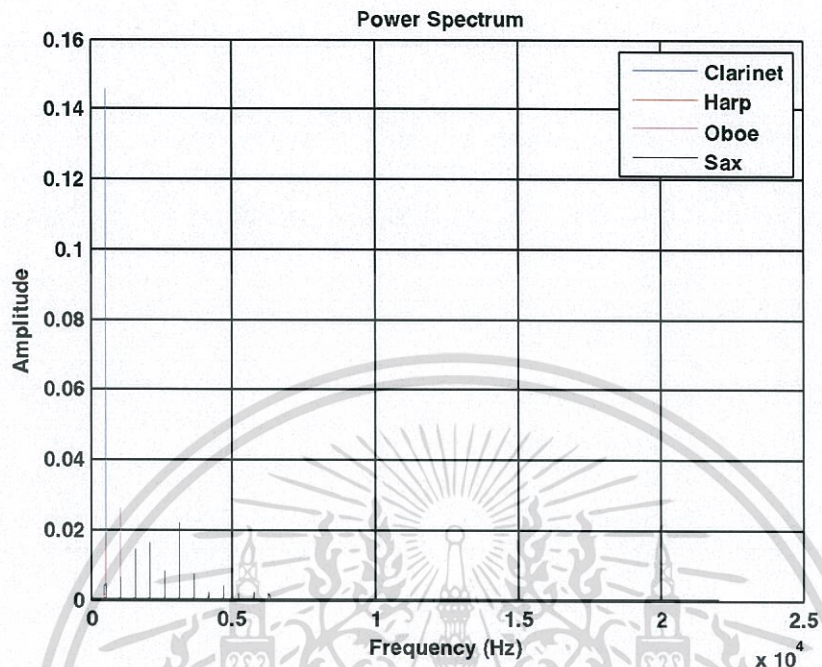 Power Spectrum
0.16
0.14
0.12
0.1
0.08
0.06
0.04
0.02
0
Amplitude
Clarinet
Harp
Oboe
Sax
0 0.5 1 1.5 2 2.5
Frequency (Hz)
x 10^4